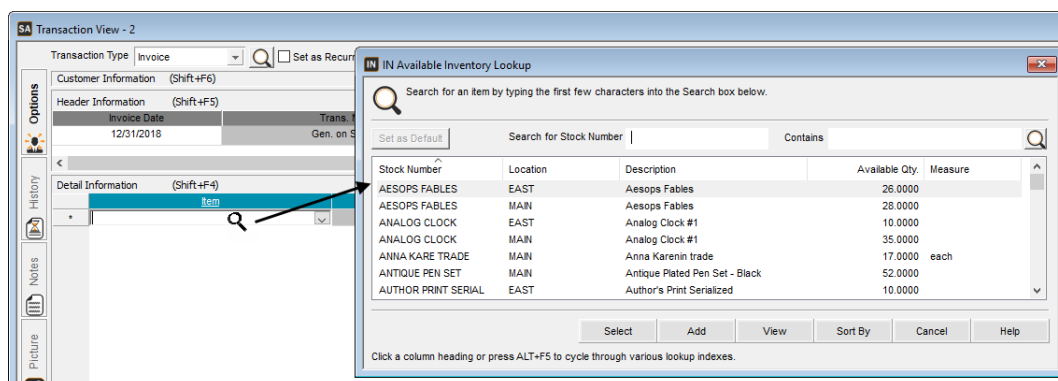 SA Transaction View - 2
Transaction Type Invoice Set as Recurr
Customer Information (Shift+F6)
Header Information (Shift+F5)
Invoice Date Trans.
12/31/2018 Gen. on S
Detail Information (Shift+F4)
Item
*
Options
History
Notes
Picture
IN IN Available Inventory Lookup
Search for an item by typing the first few characters into the Search box below.
Set as Default Search for Stock Number Contains
Stock Number Location Description Available Qty. Measure
AESOPS FABLES EAST Aesops Fables 26.0000
AESOPS FABLES MAIN Aesops Fables 28.0000
ANALOG CLOCK EAST Analog Clock #1 10.0000
ANALOG CLOCK MAIN Analog Clock #1 35.0000
ANNA KARE TRADE MAIN Anna Karenin trade 17.0000 each
ANTIQUE PEN SET MAIN Antique Plated Pen Set - Black 52.0000
AUTHOR PRINT SERIAL EAST Author's Print Serialized 10.0000
Select Add View Sort By Cancel Help
Click a column heading or press ALT+F5 to cycle through various lookup indexes.